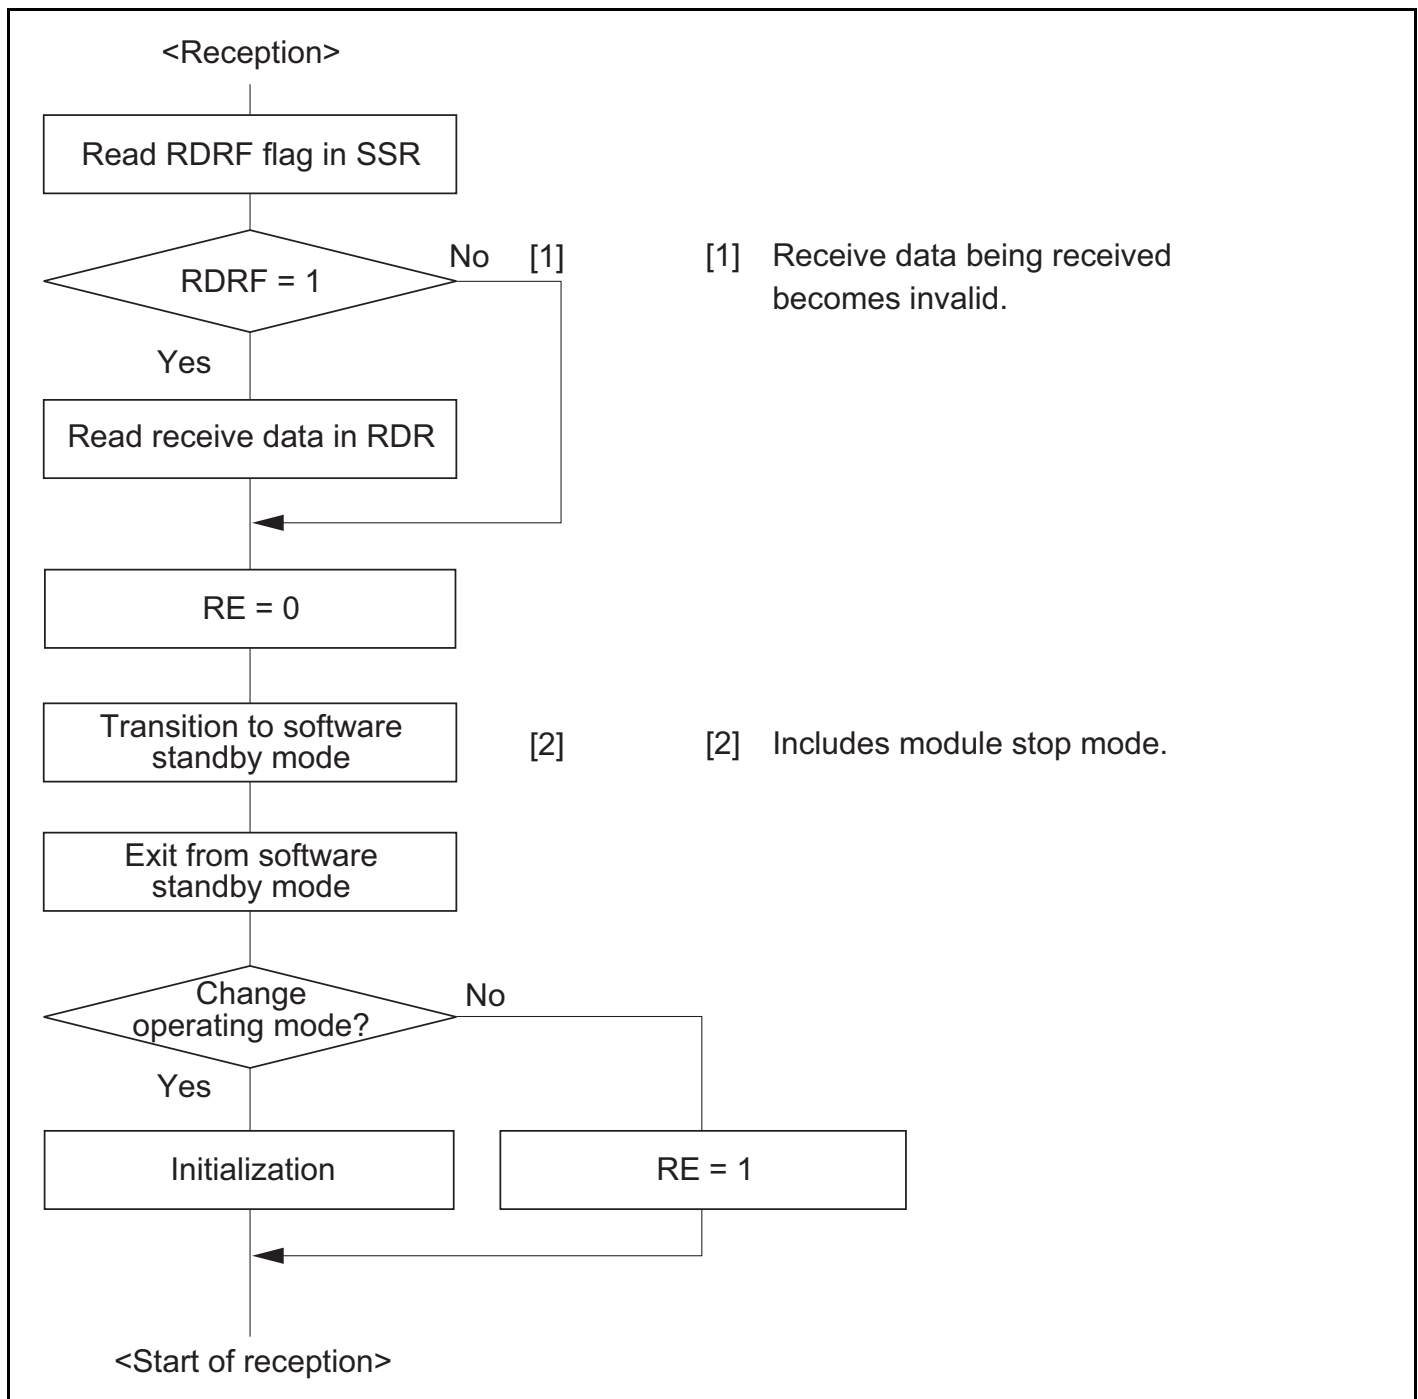 <Reception>
Read RDRF flag in SSR
No [1] [1] Receive data being received
RDRF = 1
becomes invalid.
Yes
Read receive data in RDR
RE = 0
Transition to software
standby mode
[2] [2] Includes module stop mode.
Exit from software
standby mode
Change
operating mode?
No
Yes
Initialization
RE = 1
<Start of reception>